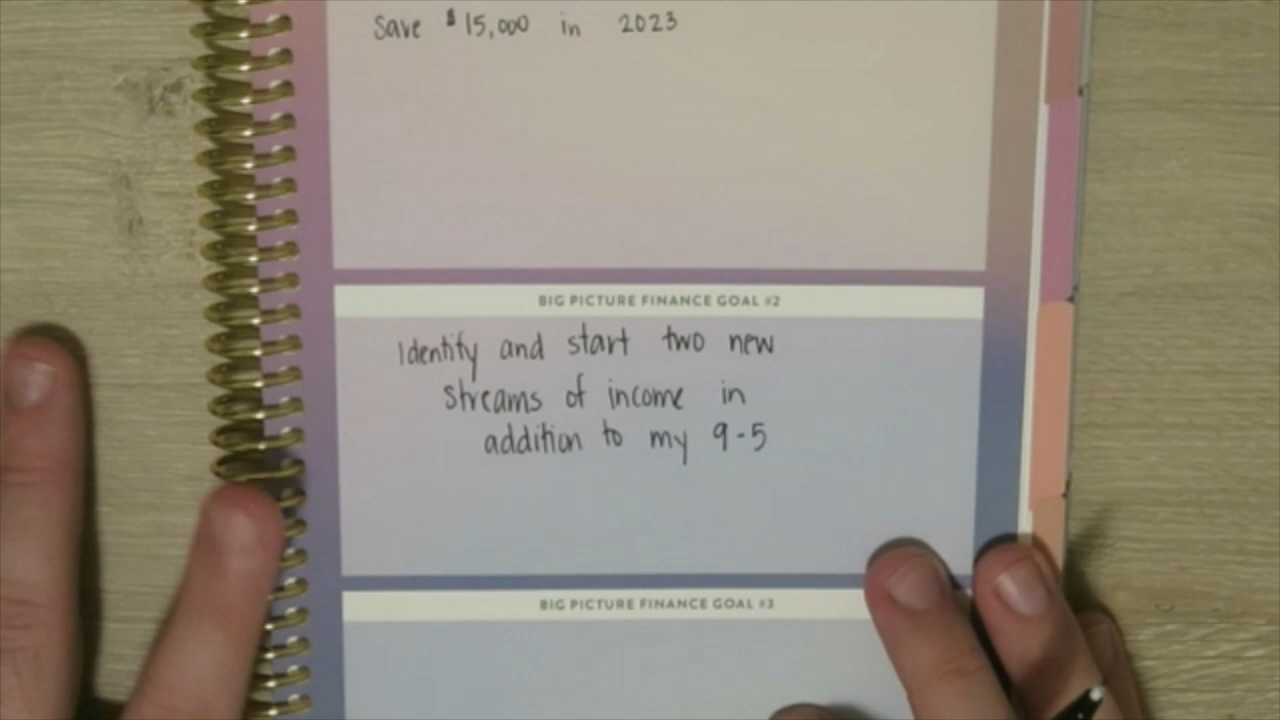 Save $15,000 in 2023
BIG PICTURE FINANCE GOAL #2
Identify and start two new
streams of income in
addition to my 9-5
BIG PICTURE FINANCE GOAL #3